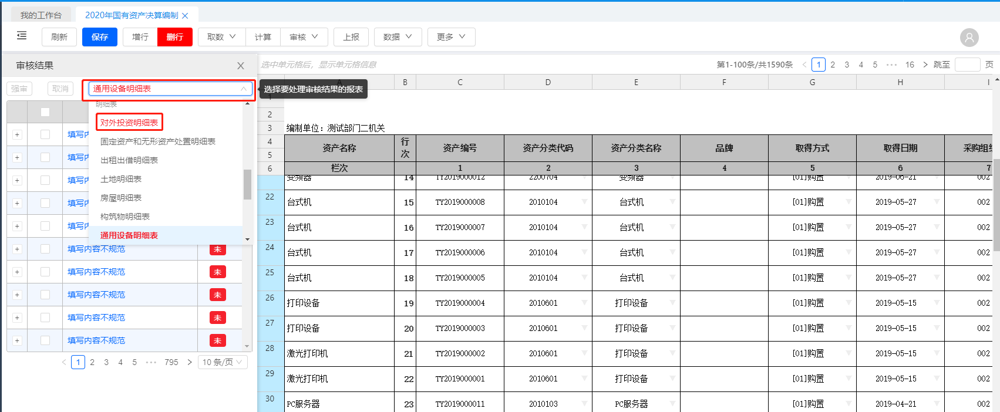 我的工作台 2020年国有资产决算编制
刷新 保存 增行 删行 取数 计算 审核 上报 数据 更多
审核结果
选中单元格后，显示单元格信息
第1-100条/共1590条 1 2 3 4 5 ··· 16 跳至 页
强审 取消 通用设备明细表
选择要处理审核结果的报表
明细表
对外投资明细表
固定资产和无形资产处置明细表
出租出借明细表
土地明细表
房屋明细表
构筑物明细表
通用设备明细表
填写内
填写内
填写内
填写内
填写内
填写内容不规范 未
填写内容不规范 未
填写内容不规范 未
填写内容不规范 未
填写内容不规范 未
1 2 3 4 5 ··· 795 10 条/页
A B C D E F G H I
1
2
3 编制单位：测试部门二机关
4 资产名称 行次 资产编号 资产分类代码 资产分类名称 品牌 取得方式 取得日期 采购组
5
6 栏次 1 2 3 4 5 6 7
变频器 14 TY2019000012 2200704 变频器 [01]购置 2019-06-21 002
22 台式机 15 TY2019000008 2010104 台式机 [01]购置 2019-05-27 002
23 台式机 16 TY2019000007 2010104 台式机 [01]购置 2019-05-27 002
24 台式机 17 TY2019000006 2010104 台式机 [01]购置 2019-05-27 002
25 台式机 18 TY2019000005 2010104 台式机 [01]购置 2019-05-27 002
26 打印设备 19 TY2019000004 2010601 打印设备 [01]购置 2019-05-15 002
27 打印设备 20 TY2019000003 2010601 打印设备 [01]购置 2019-05-15 002
28 激光打印机 21 TY2019000002 2010601 打印设备 [01]购置 2019-05-15 002
29 激光打印机 22 TY2019000001 2010601 打印设备 [01]购置 2019-05-15 002
30 PC服务器 23 TY2019000011 2010103 PC服务器 [01]购置 2019-04-21 002